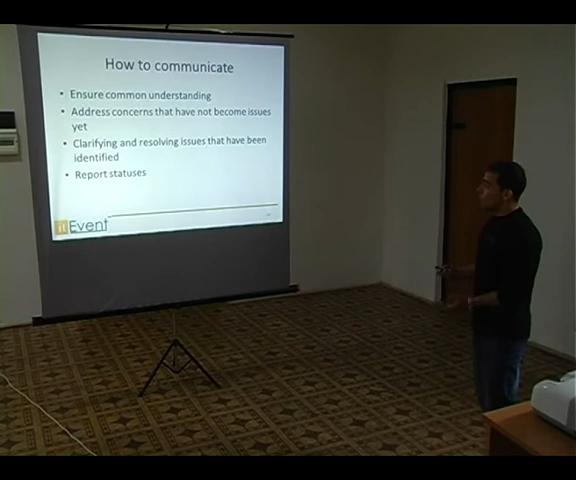 How to communicate
• Ensure common understanding
• Address concerns that have not become issues
yet
• Clarifying and resolving issues that have been
identified
• Report statuses
itEvent